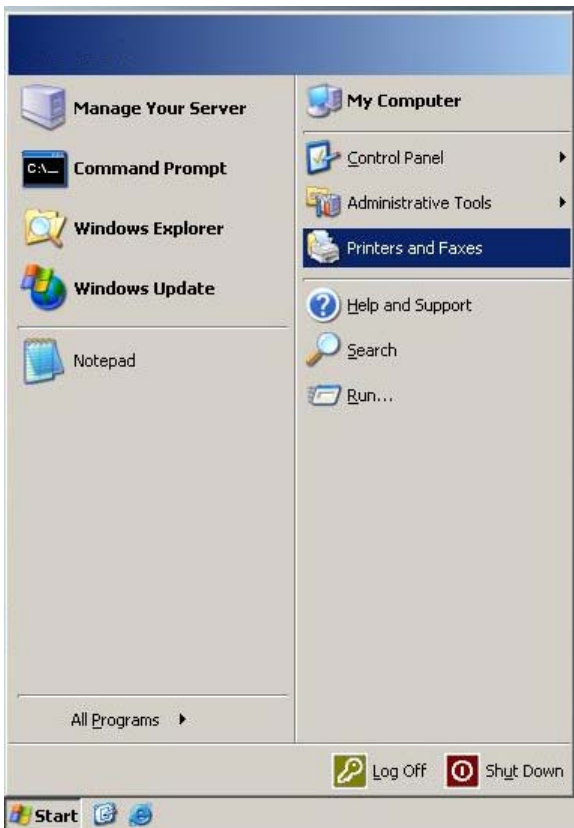 Manage Your Server
C:\_
Command Prompt
Windows Explorer
Windows Update
Notepad
All Programs
My Computer
Control Panel
Administrative Tools
Printers and Faxes
Help and Support
Search
Run...
Log Off
Shut Down
Start